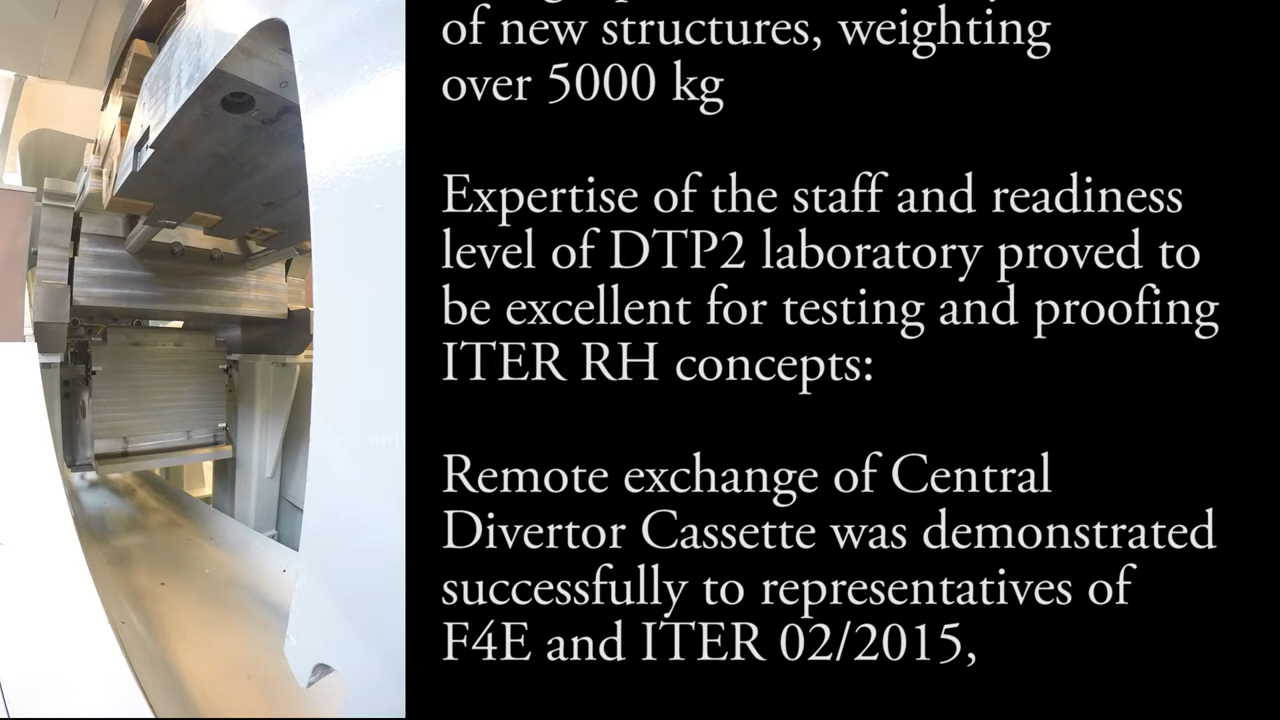 of new structures, weighting
over 5000 kg
Expertise of the staff and readiness
level of DTP2 laboratory proved to
be excellent for testing and proofing
ITER RH concepts:
Remote exchange of Central
Divertor Cassette was demonstrated
successfully to representatives of
F4E and ITER 02/2015,